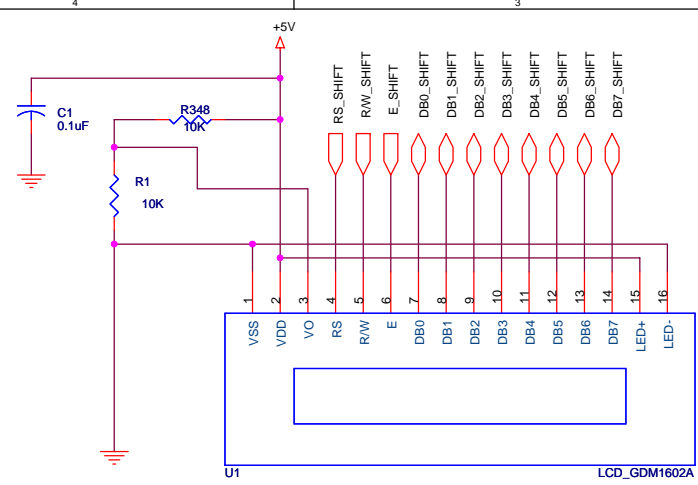 4
3
+5V
RS_SHIFT
R/W_SHIFT
E_SHIFT
DB0_SHIFT
DB1_SHIFT
DB2_SHIFT
DB3_SHIFT
DB4_SHIFT
DB5_SHIFT
DB6_SHIFT
DB7_SHIFT
C1
0.1uF
R348
10K
R1
10K
1
2
3
4
5
6
7
8
9
10
11
12
13
14
15
16
VSS
VDD
VO
RS
R/W
E
DB0
DB1
DB2
DB3
DB4
DB5
DB6
DB7
LED+
LED-
U1
LCD_GDM1602A